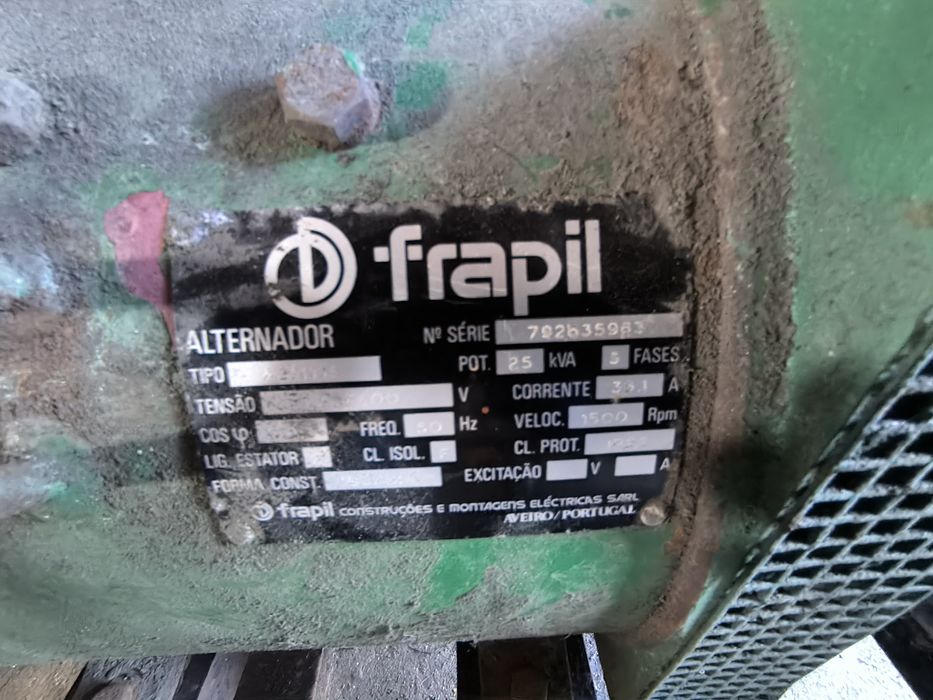 frapil
ALTERNADOR Nº SÉRIE
TIPO POT. 25 kVA 3 FASES
TENSÃO V CORRENTE A
COS φ FREQ. 50 Hz VELOC. 1500 Rpm
LIG. ESTATOR CL. ISOL. F CL. PROT.
FORMA CONST. EXCITAÇÃO V A
frapil CONSTRUÇÕES E MONTAGENS ELÉCTRICAS SARL
AVEIRO/PORTUGAL